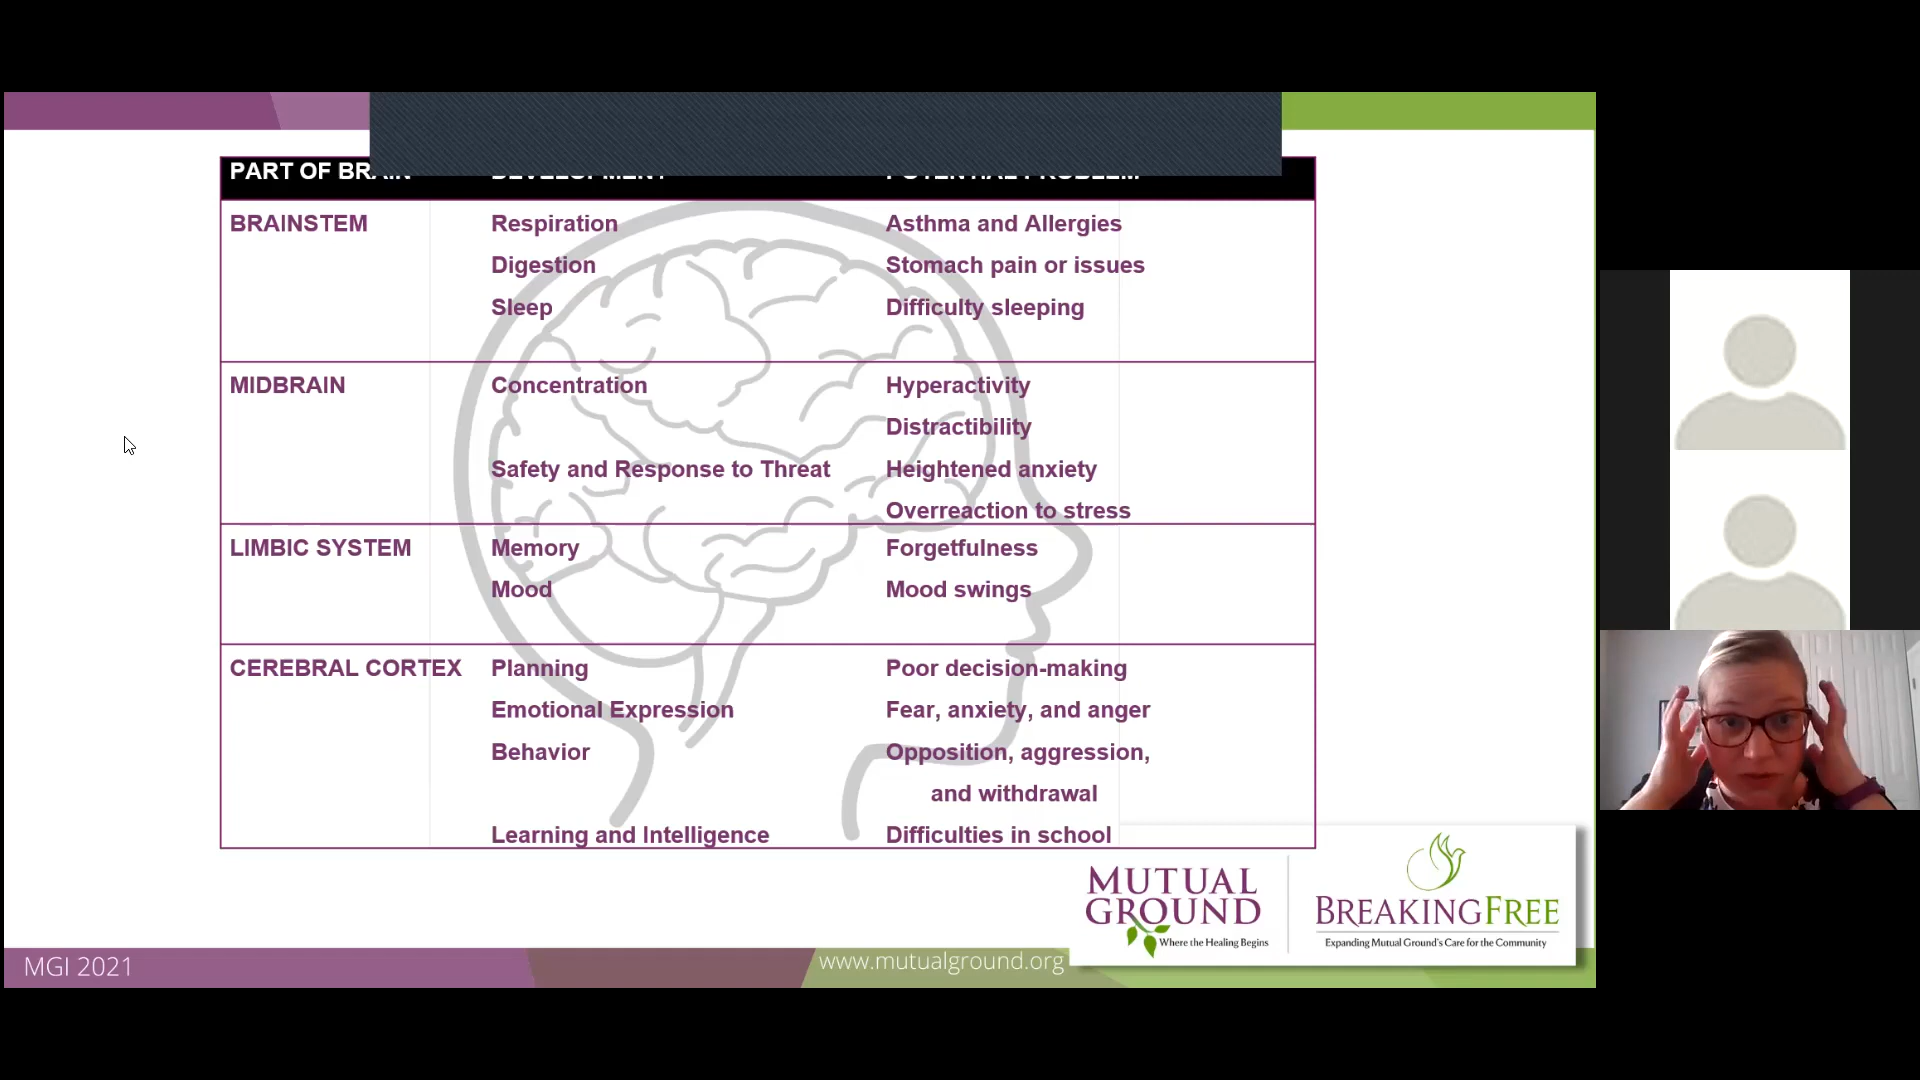 PART OF BRAIN DEVELOPMENT POTENTIAL PROBLEM
BRAINSTEM Respiration Asthma and Allergies
Digestion Stomach pain or issues
Sleep Difficulty sleeping
MIDBRAIN Concentration Hyperactivity
Distractibility
Safety and Response to Threat Heightened anxiety
Overreaction to stress
LIMBIC SYSTEM Memory Forgetfulness
Mood Mood swings
CEREBRAL CORTEX Planning Poor decision-making
Emotional Expression Fear, anxiety, and anger
Behavior Opposition, aggression,
and withdrawal
Learning and Intelligence Difficulties in school
MUTUAL
GROUND
Where the Healing Begins
BREAKINGFREE
Expanding Mutual Ground's Care for the Community
MGI 2021
www.mutualground.org